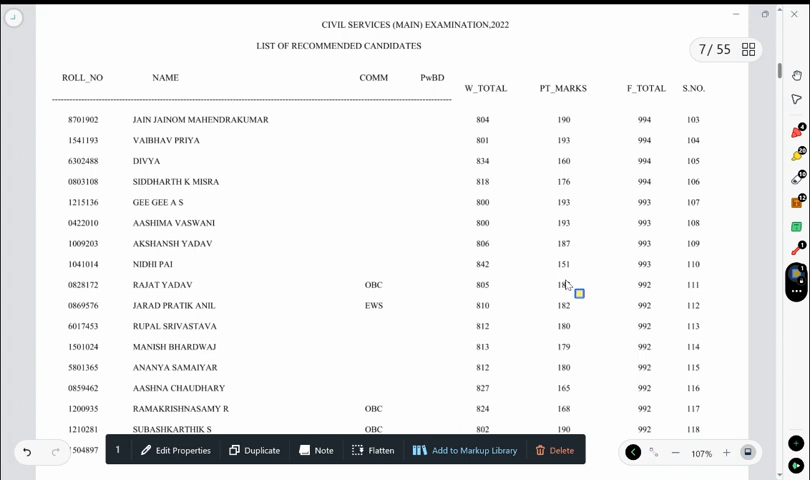 CIVIL SERVICES (MAIN) EXAMINATION,2022
7/ 55
LIST OF RECOMMENDED CANDIDATES
ROLL_NO NAME COMM PwBD W_TOTAL PT_MARKS F_TOTAL S.NO.
8701902 JAIN JAINOM MAHENDRAKUMAR 804 190 994 103
1541193 VAIBHAV PRIYA 801 193 994 104
6302488 DIVYA 834 160 994 105
0803108 SIDDHARTH K MISRA 818 176 994 106
1215136 GEE GEE A S 800 193 993 107
0422010 AASHIMA VASWANI 800 193 993 108
1009203 AKSHANSH YADAV 806 187 993 109
1041014 NIDHI PAI 842 151 993 110
0828172 RAJAT YADAV OBC 805 992 111
0869576 JARAD PRATIK ANIL EWS 810 182 992 112
6017453 RUPAL SRIVASTAVA 812 180 992 113
1501024 MANISH BHARDWAJ 813 179 992 114
5801365 ANANYA SAMAIYAR 812 180 992 115
0859462 AASHNA CHAUDHARY 827 165 992 116
1200935 RAMAKRISHNASAMY R OBC 824 168 992 117
1210281 SUBASHKARTHIK S OBC 802 190 992 118
1504897
1 Edit Properties Duplicate Note Flatten Add to Markup Library Delete
107%